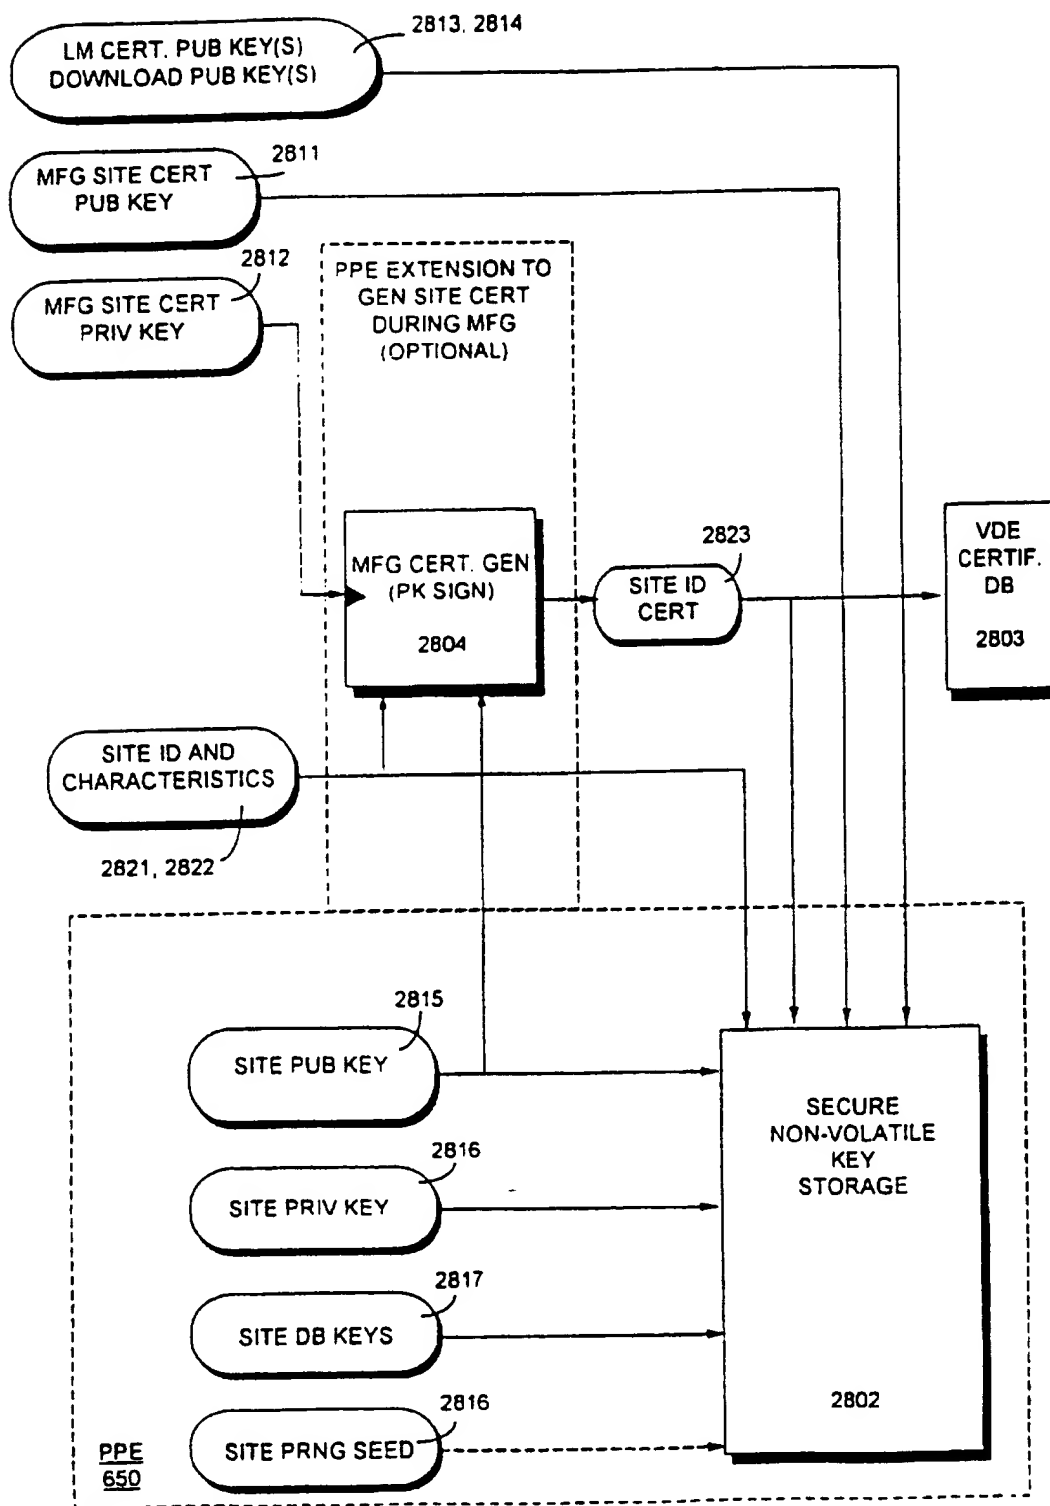 2813, 2814
LM CERT. PUB KEY(S)
DOWNLOAD PUB KEY(S)
2811
MFG SITE CERT
PUB KEY
2812
MFG SITE CERT
PRIV KEY
PPE EXTENSION TO
GEN SITE CERT
DURING MFG
(OPTIONAL)
MFG CERT. GEN
(PK SIGN)
2804
2823
SITE ID
CERT
VDE
CERTIF.
DB
2803
SITE ID AND
CHARACTERISTICS
2821, 2822
2815
SITE PUB KEY
2816
SITE PRIV KEY
2817
SITE DB KEYS
2816
SITE PRNG SEED
SECURE
NON-VOLATILE
KEY
STORAGE
2802
PPE
650